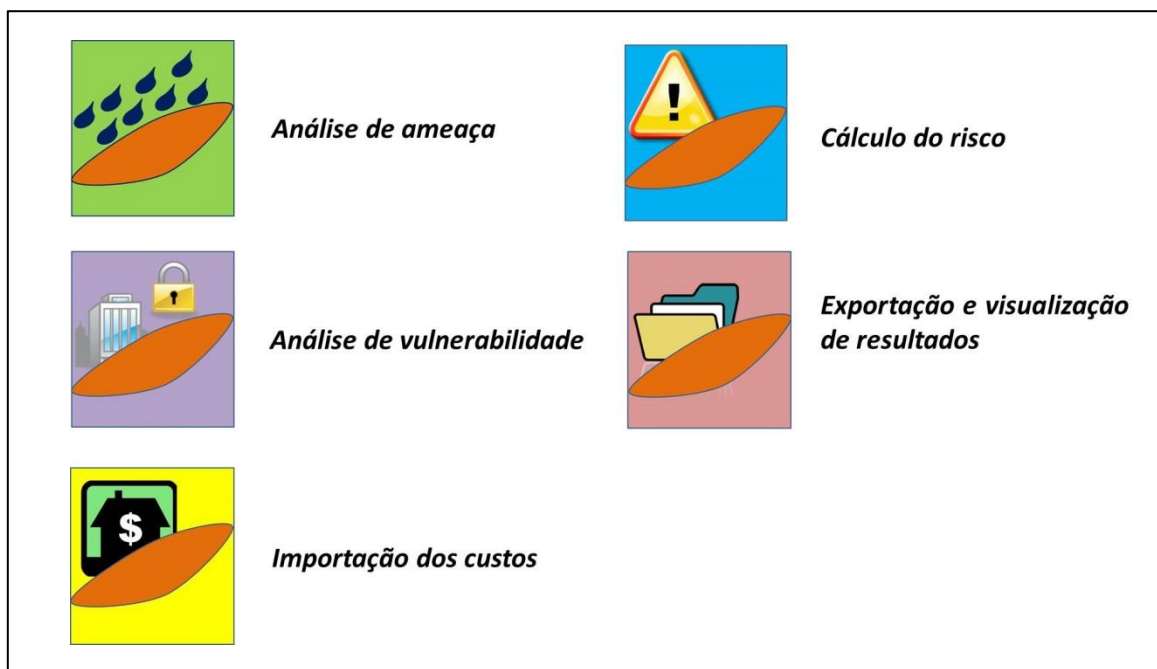 Análise de ameaça
Análise de vulnerabilidade
$
Importação dos custos
!
Cálculo do risco
Exportação e visualização
de resultados